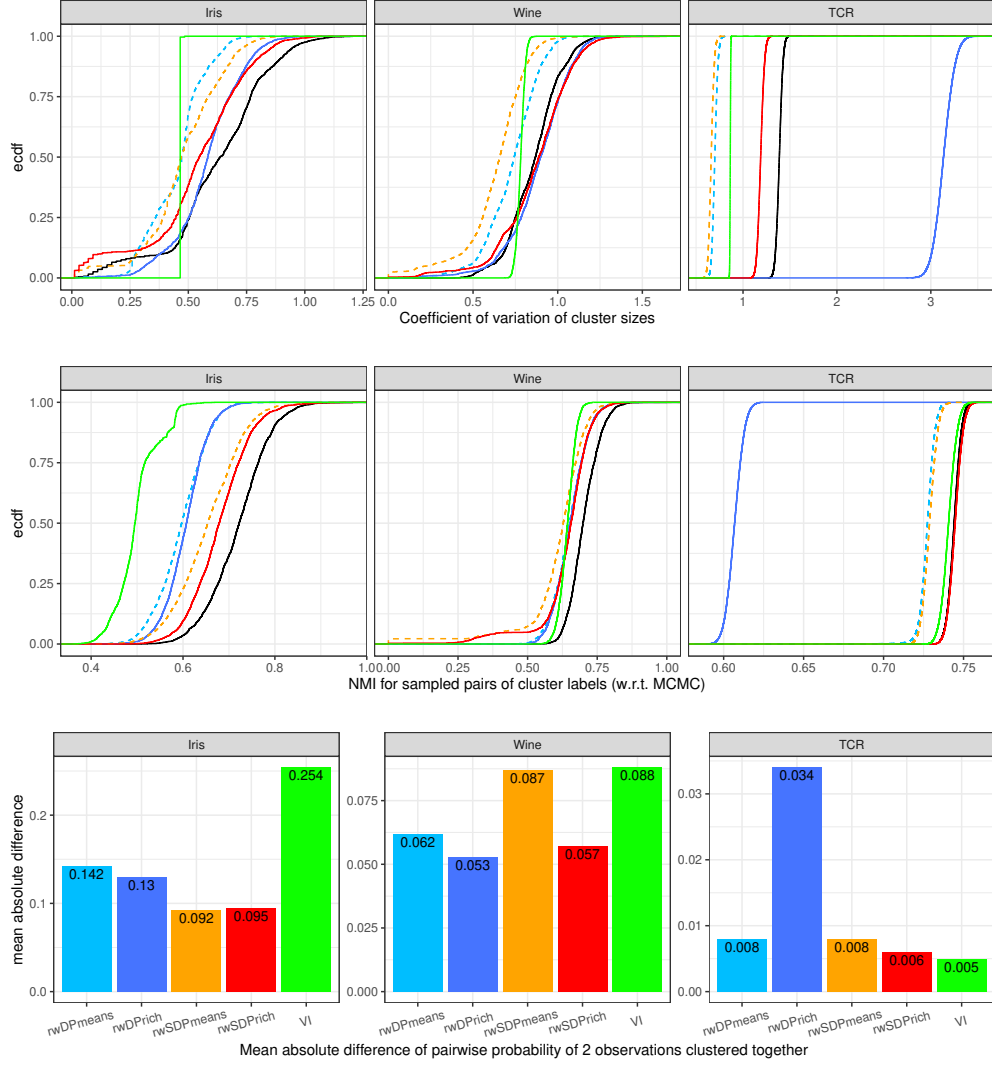 Iris Wine TCR
1.00
0.75
0.50
0.25
0.00
ecdf
0.00 0.25 0.50 0.75 1.00 1.25 0.0 0.5 1.0 1.5 1 2 3
Coefficient of variation of cluster sizes
Iris Wine TCR
1.00
0.75
0.50
0.25
0.00
ecdf
0.4 0.6 0.8 1.0 0.00 0.25 0.50 0.75 1.00 0.60 0.65 0.70 0.75
NMI for sampled pairs of cluster labels (w.r.t. MCMC)
Iris Wine TCR
0.2
0.1
0.0
mean absolute difference
0.142 0.13 0.092 0.095 0.254
0.075
0.050
0.025
0.000
0.062 0.053 0.087 0.057 0.088
0.03
0.02
0.01
0.00
0.008 0.034 0.008 0.006 0.005
rwDPmeans rwDPrich rwSDPmeans rwSDPrich VI rwDPmeans rwDPrich rwSDPmeans rwSDPrich VI rwDPmeans rwDPrich rwSDPmeans rwSDPrich VI
Mean absolute difference of pairwise probability of 2 observations clustered together